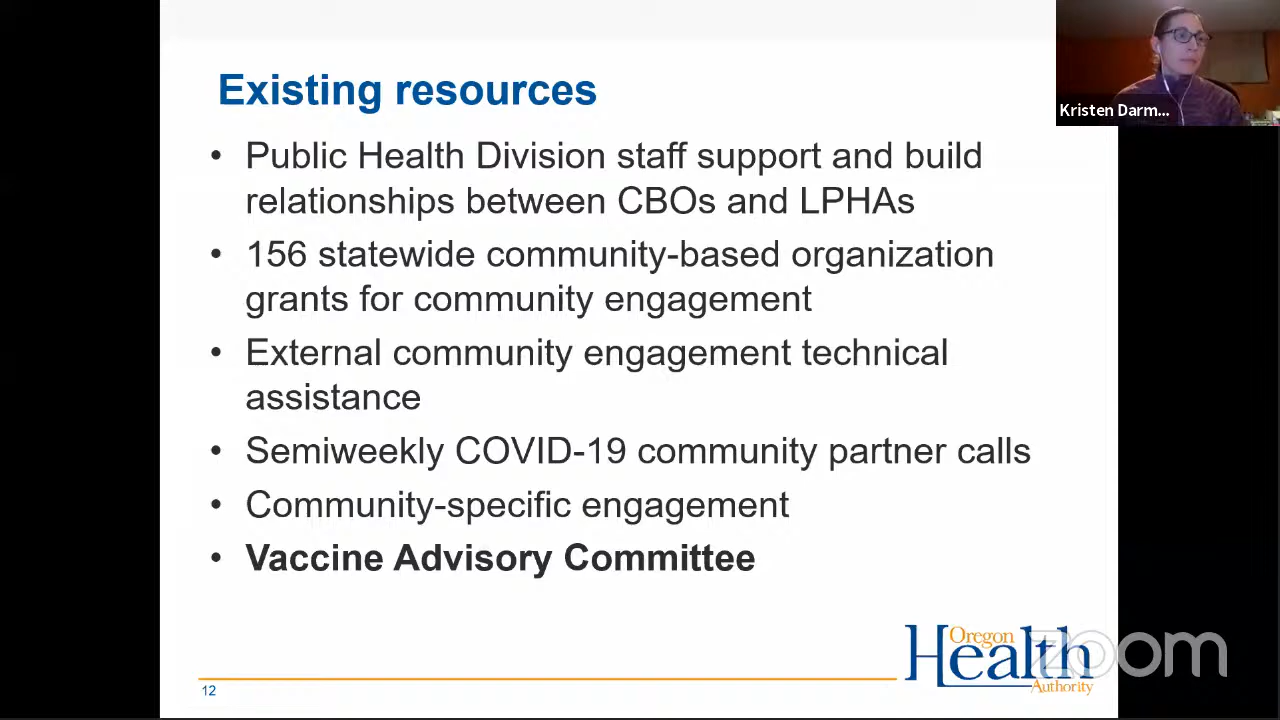 Existing resources
Kristen Darm...
• Public Health Division staff support and build
relationships between CBOs and LPHAs
• 156 statewide community-based organization
grants for community engagement
• External community engagement technical
assistance
• Semiweekly COVID-19 community partner calls
• Community-specific engagement
• Vaccine Advisory Committee
Oregon
Health
Authority
zoom
12